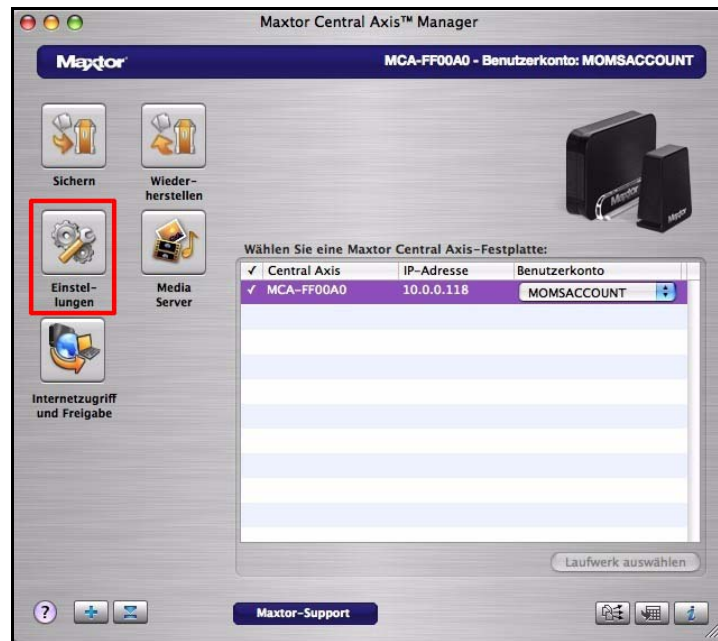 Maxtor Central Axis™ Manager
Maxtor
MCA-FF00A0 - Benutzerkonto: MOMSACCOUNT
Sichern
Wieder-
herstellen
Einstel-
lungen
Media
Server
Internetzugriff
und Freigabe
Maxtor
Maxtor
Wählen Sie eine Maxtor Central Axis-Festplatte:
✓ Central Axis IP-Adresse Benutzerkonto
✓ MCA-FF00A0 10.0.0.118 MOMSACCOUNT
Laufwerk auswählen
? Maxtor-Support i